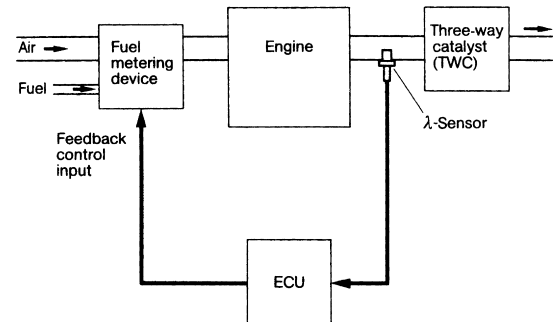 Air
Fuel
Fuel
metering
device
Engine
Three-way
catalyst
(TWC)
λ-Sensor
Feedback
control
input
ECU